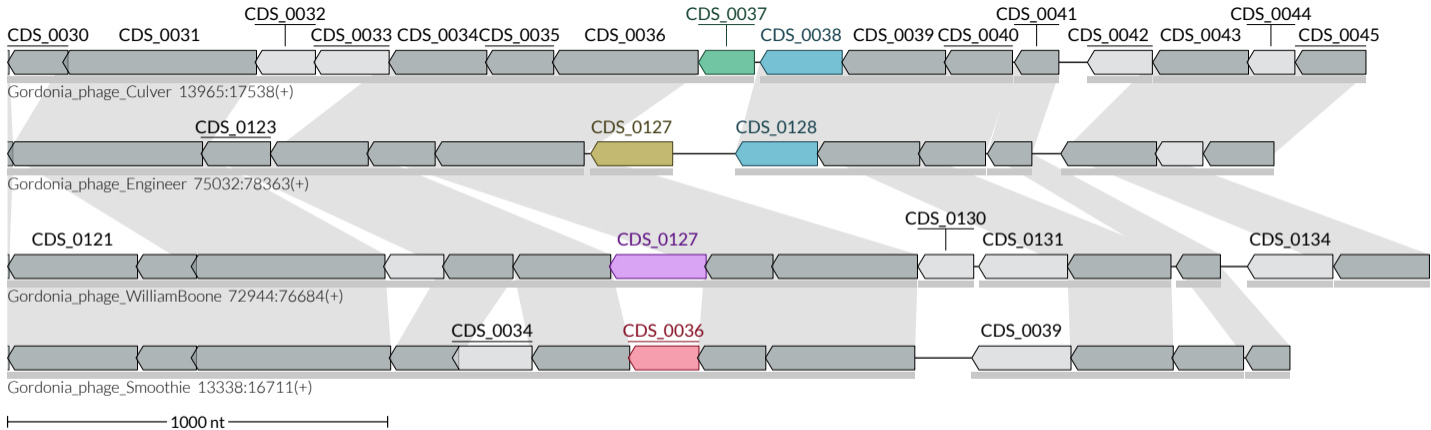 CDS_0032 CDS_0037 CDS_0041 CDS_0044
CDS_0030 CDS_0031 CDS_0033 CDS_0034 CDS_0035 CDS_0036 CDS_0038 CDS_0039 CDS_0040 CDS_0042 CDS_0043 CDS_0045
Gordonia_phage_Culver 13965:17538(+)
CDS_0123 CDS_0127 CDS_0128
Gordonia_phage_Engineer 75032:78363(+)
CDS_0130
CDS_0121 CDS_0127 CDS_0131 CDS_0134
Gordonia_phage_WilliamBoone 72944:76684(+)
CDS_0034 CDS_0036 CDS_0039
Gordonia_phage_Smoothie 13338:16711(+)
1000 nt